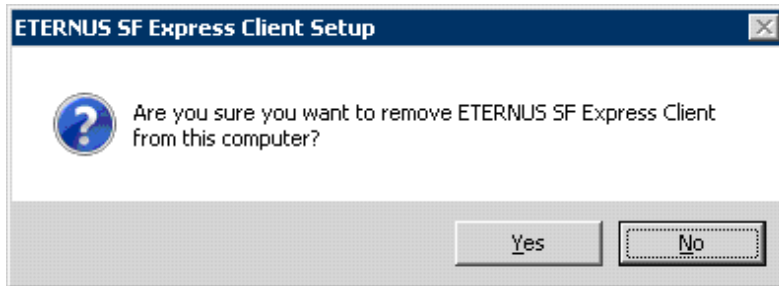 ETERNUS SF Express Client Setup
Are you sure you want to remove ETERNUS SF Express Client
from this computer?
Yes
No